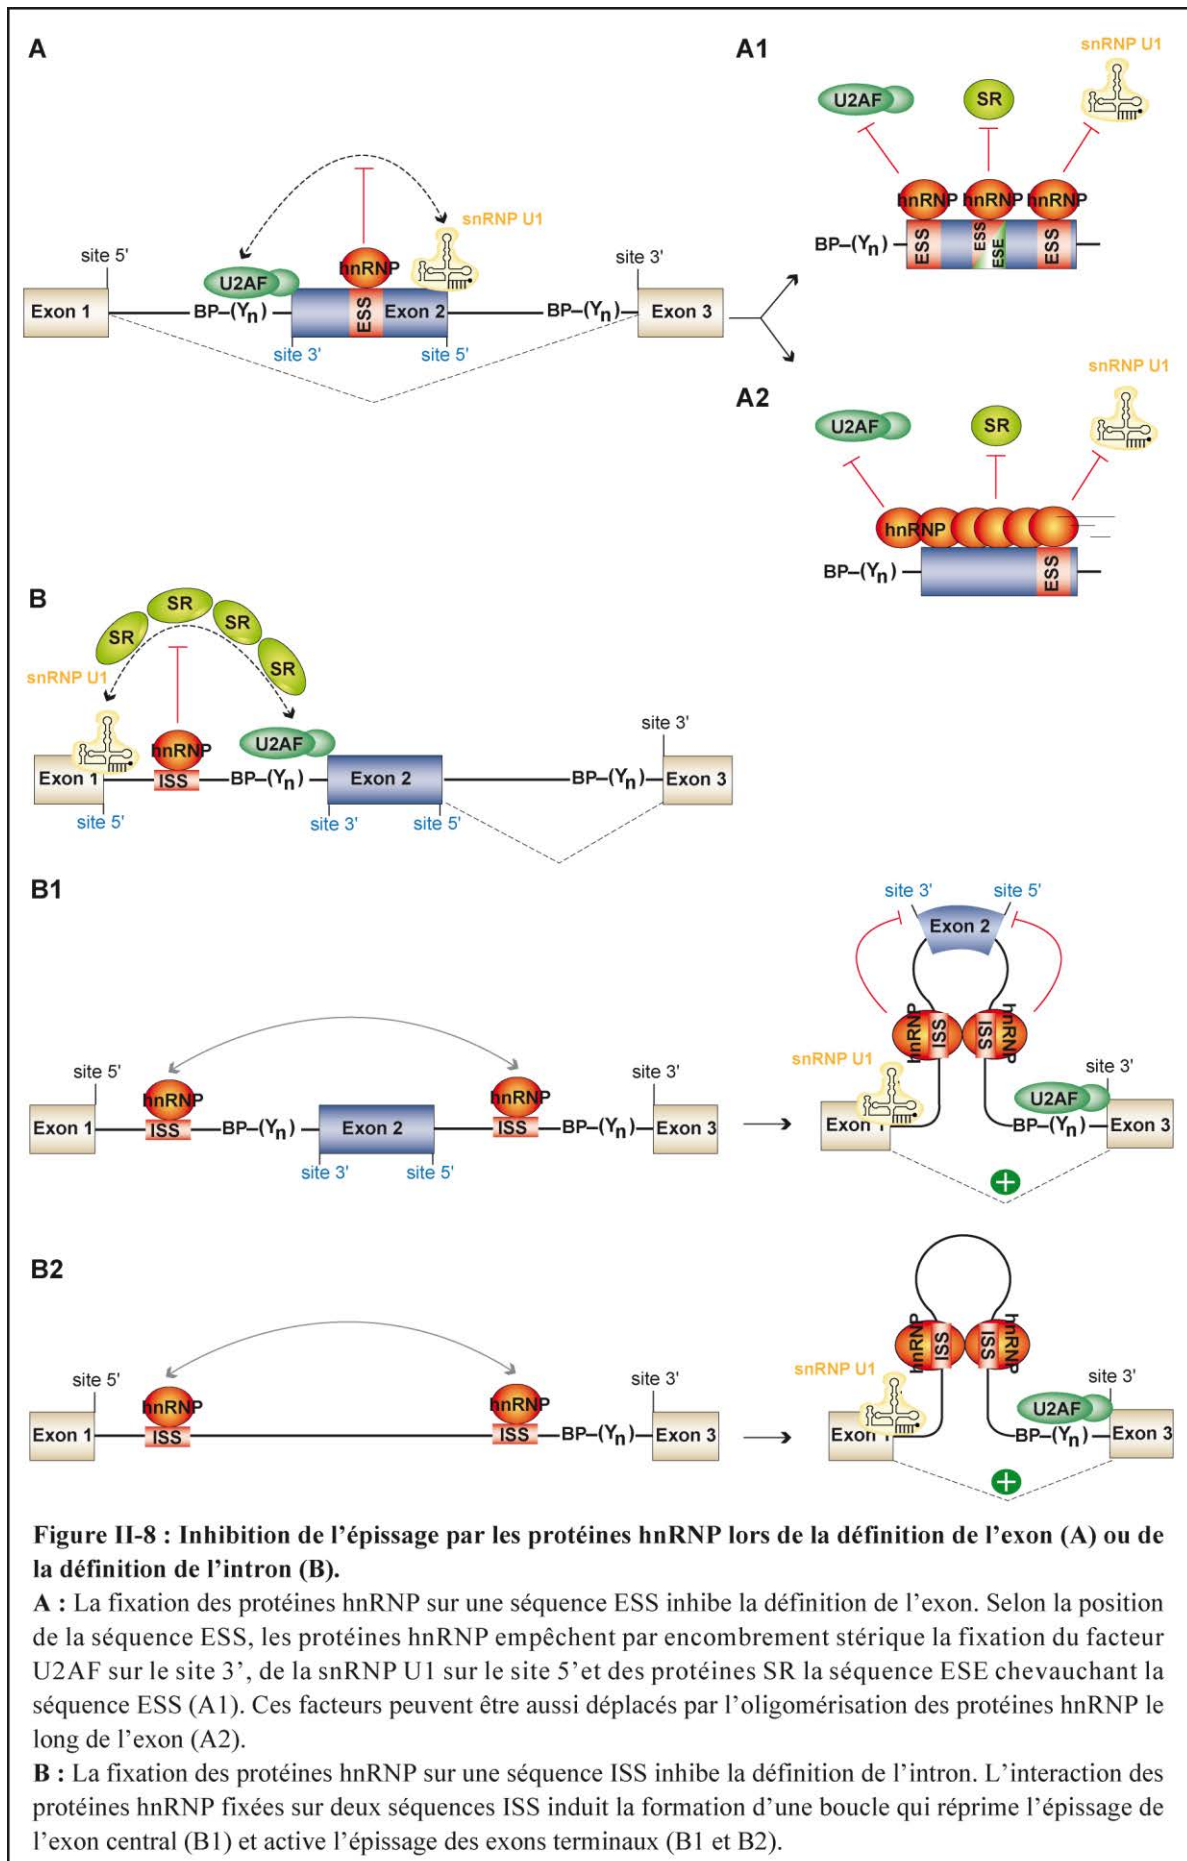 A
site 5'
Exon 1
BP–(Yn)
U2AF
hnRNP
ESS
Exon 2
snRNP U1
site 3'
site 5'
BP–(Yn)
site 3'
Exon 3
A1
U2AF
SR
snRNP U1
hnRNP
hnRNP
hnRNP
BP–(Yn)
ESS
ESS
ESE
ESS
A2
U2AF
SR
snRNP U1
hnRNP
BP–(Yn)
ESS
B
SR
SR
SR
SR
snRNP U1
Exon 1
site 5'
hnRNP
ISS
BP–(Yn)
U2AF
Exon 2
site 3'
site 5'
BP–(Yn)
site 3'
Exon 3
B1
site 5'
Exon 1
hnRNP
ISS
BP–(Yn)
Exon 2
site 3'
site 5'
hnRNP
ISS
BP–(Yn)
site 3'
Exon 3
site 3'
site 5'
Exon 2
hnRNP
ISS
ISS
hnRNP
snRNP U1
Exon 1
U2AF
BP–(Yn)
site 3'
Exon 3
+
B2
site 5'
Exon 1
hnRNP
ISS
hnRNP
ISS
BP–(Yn)
site 3'
Exon 3
hnRNP
ISS
ISS
hnRNP
snRNP U1
Exon 1
U2AF
BP–(Yn)
site 3'
Exon 3
+
Figure II-8 : Inhibition de l’épissage par les protéines hnRNP lors de la définition de l’exon (A) ou de
la définition de l’intron (B).
A : La fixation des protéines hnRNP sur une séquence ESS inhibe la définition de l’exon. Selon la position
de la séquence ESS, les protéines hnRNP empêchent par encombrement stérique la fixation du facteur
U2AF sur le site 3’, de la snRNP U1 sur le site 5’et des protéines SR la séquence ESE chevauchant la
séquence ESS (A1). Ces facteurs peuvent être aussi déplacés par l’oligomérisation des protéines hnRNP le
long de l’exon (A2).
B : La fixation des protéines hnRNP sur une séquence ISS inhibe la définition de l’intron. L’interaction des
protéines hnRNP fixées sur deux séquences ISS induit la formation d’une boucle qui réprime l’épissage de
l’exon central (B1) et active l’épissage des exons terminaux (B1 et B2).